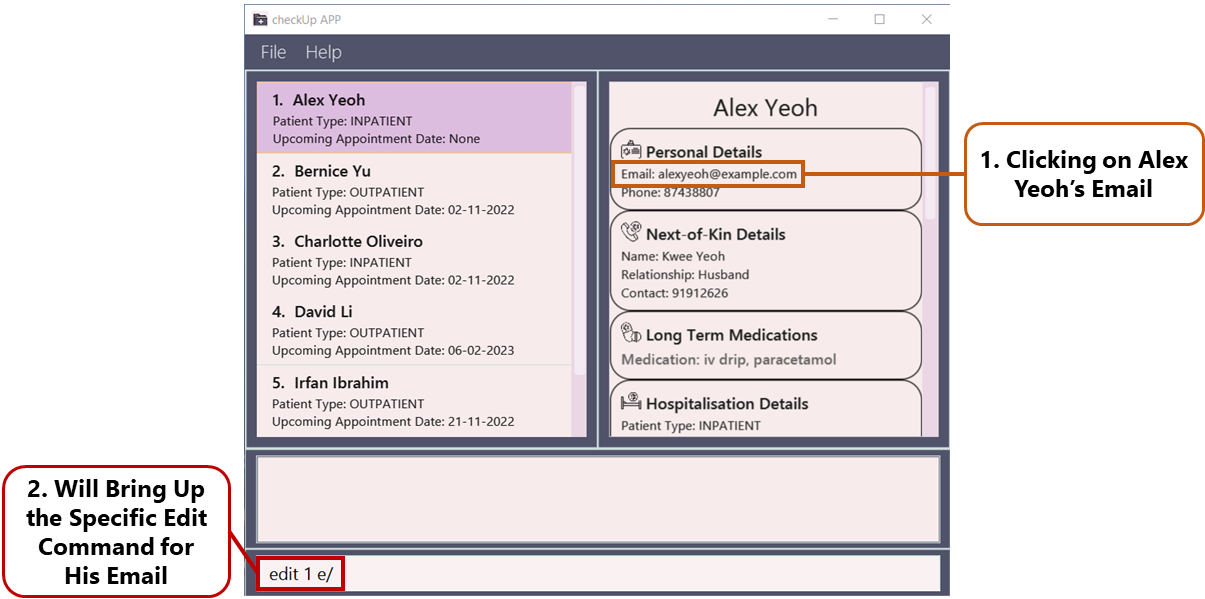 checkUp APP
File Help
1. Alex Yeoh
Patient Type: INPATIENT
Upcoming Appointment Date: None
2. Bernice Yu
Patient Type: OUTPATIENT
Upcoming Appointment Date: 02-11-2022
3. Charlotte Oliveiro
Patient Type: INPATIENT
Upcoming Appointment Date: 02-11-2022
4. David Li
Patient Type: OUTPATIENT
Upcoming Appointment Date: 06-02-2023
5. Irfan Ibrahim
Patient Type: OUTPATIENT
Upcoming Appointment Date: 21-11-2022
Alex Yeoh
Personal Details
Email: alexyeoh@example.com
Phone: 87438807
Next-of-Kin Details
Name: Kwee Yeoh
Relationship: Husband
Contact: 91912626
Long Term Medications
Medication: iv drip, paracetamol
Hospitalisation Details
Patient Type: INPATIENT
1. Clicking on Alex
Yeoh's Email
2. Will Bring Up
the Specific Edit
Command for
His Email
edit 1 e/